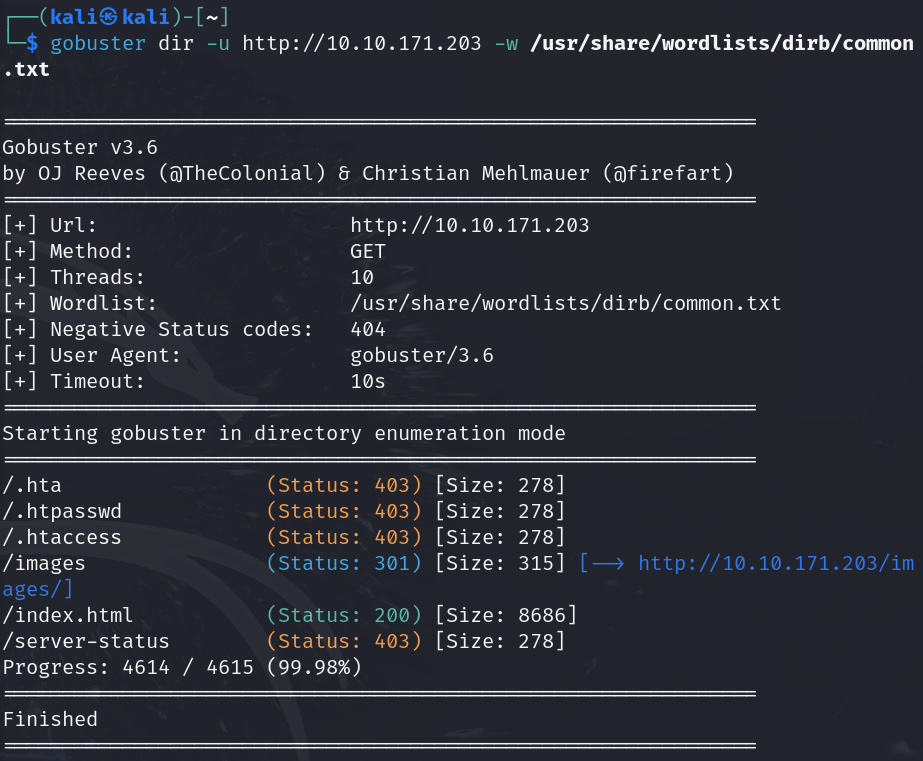 ┌──(kali㉿kali)-[~]
└─$ gobuster dir -u http://10.10.171.203 -w /usr/share/wordlists/dirb/common
.txt
===============================================================
Gobuster v3.6
by OJ Reeves (@TheColonial) & Christian Mehlmauer (@firefart)
===============================================================
[+] Url:                     http://10.10.171.203
[+] Method:                  GET
[+] Threads:                 10
[+] Wordlist:                /usr/share/wordlists/dirb/common.txt
[+] Negative Status codes:   404
[+] User Agent:              gobuster/3.6
[+] Timeout:                 10s
===============================================================
Starting gobuster in directory enumeration mode
===============================================================
/.hta                 (Status: 403) [Size: 278]
/.htpasswd            (Status: 403) [Size: 278]
/.htaccess            (Status: 403) [Size: 278]
/images               (Status: 301) [Size: 315] [--> http://10.10.171.203/im
ages/]
/index.html           (Status: 200) [Size: 8686]
/server-status        (Status: 403) [Size: 278]
Progress: 4614 / 4615 (99.98%)
===============================================================
Finished
===============================================================